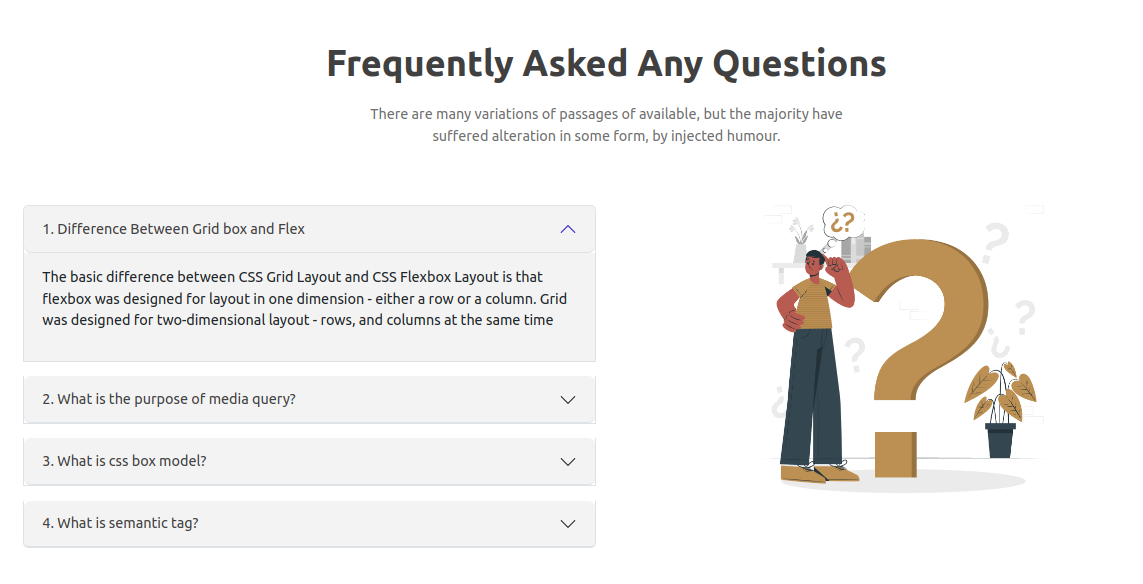 Frequently Asked Any Questions
There are many variations of passages of available, but the majority have
suffered alteration in some form, by injected humour.
1. Difference Between Grid box and Flex
The basic difference between CSS Grid Layout and CSS Flexbox Layout is that
flexbox was designed for layout in one dimension - either a row or a column. Grid
was designed for two-dimensional layout - rows, and columns at the same time
2. What is the purpose of media query?
3. What is css box model?
4. What is semantic tag?
¿?
?
?
?
?
¿
¿